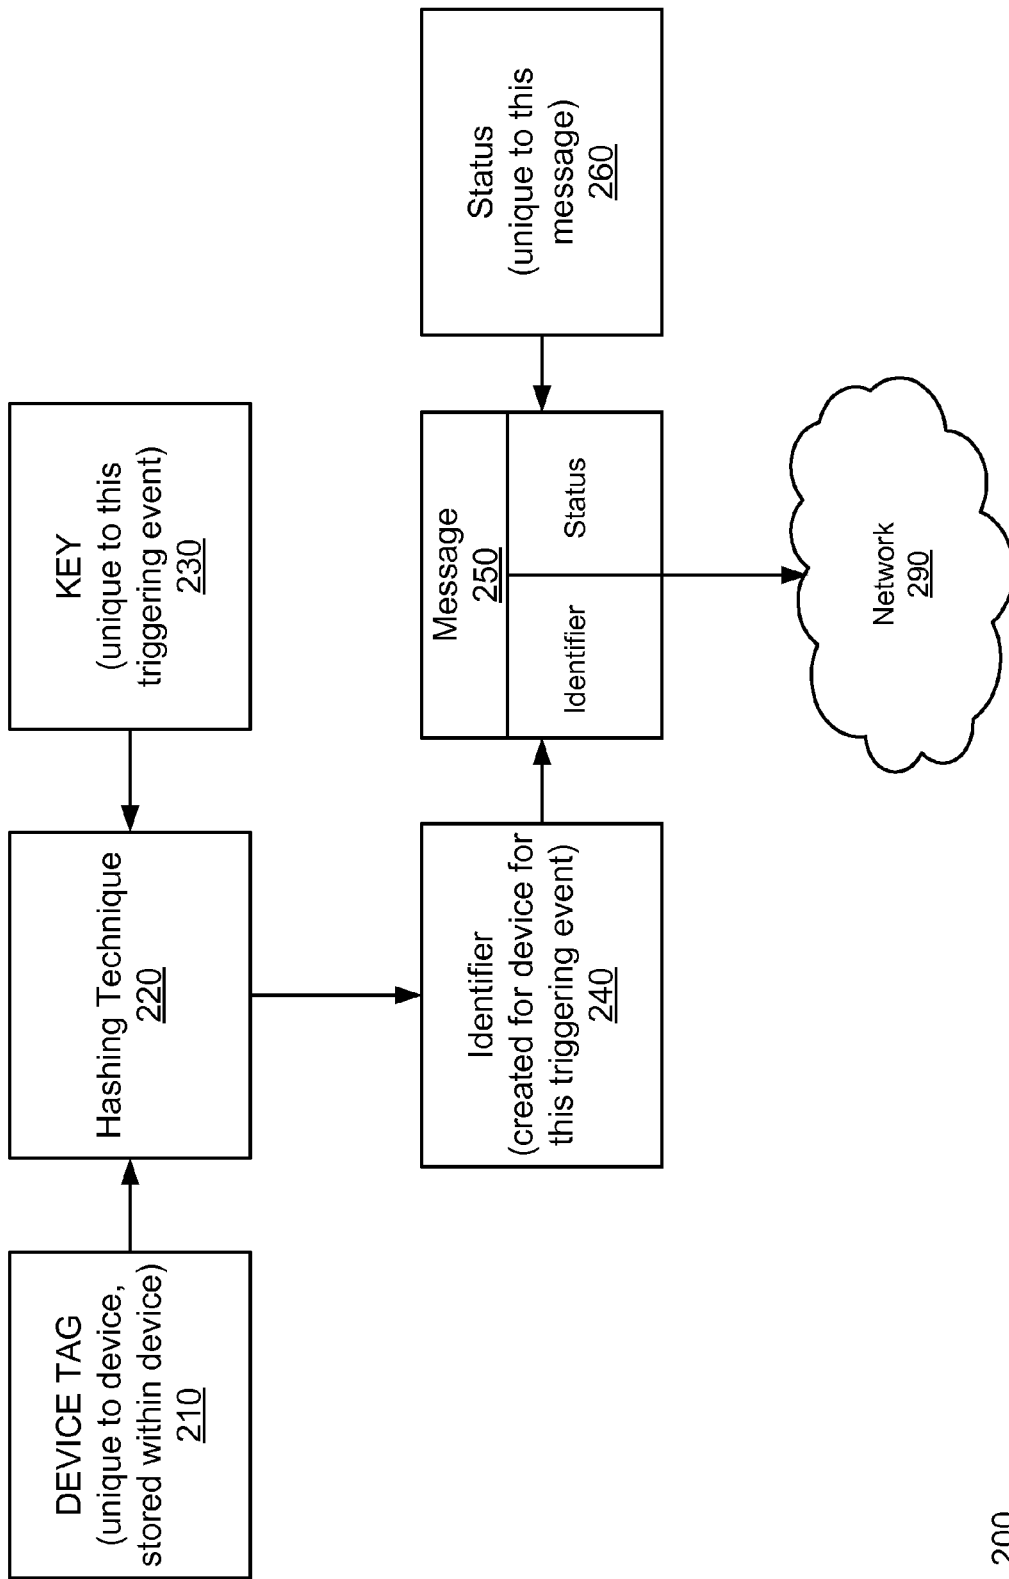 DEVICE TAG
(unique to device,
stored within device)
210
Hashing Technique
220
KEY
(unique to this
triggering event)
230
Identifier
(created for device for
this triggering event)
240
Message
250
Identifier
Status
Status
(unique to this
message)
260
Network
290
200